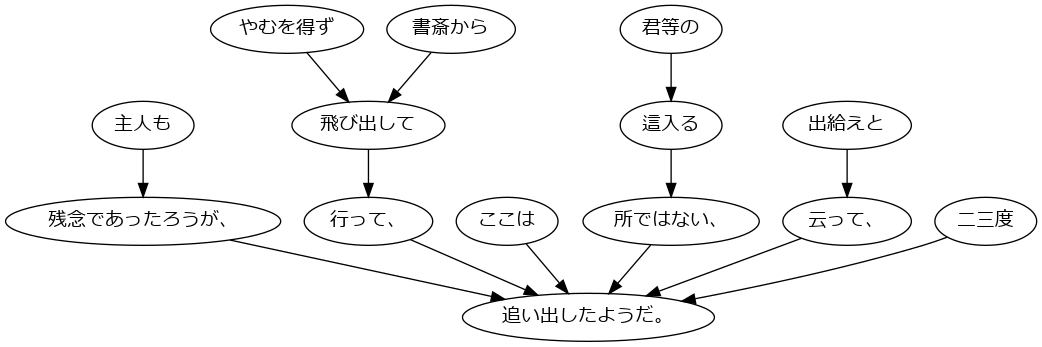 やむを得ず
書斎から
君等の
主人も
飛び出して
這入る
出給えと
残念であったろうが、
行って、
ここは
所ではない、
云って、
二三度
追い出したようだ。